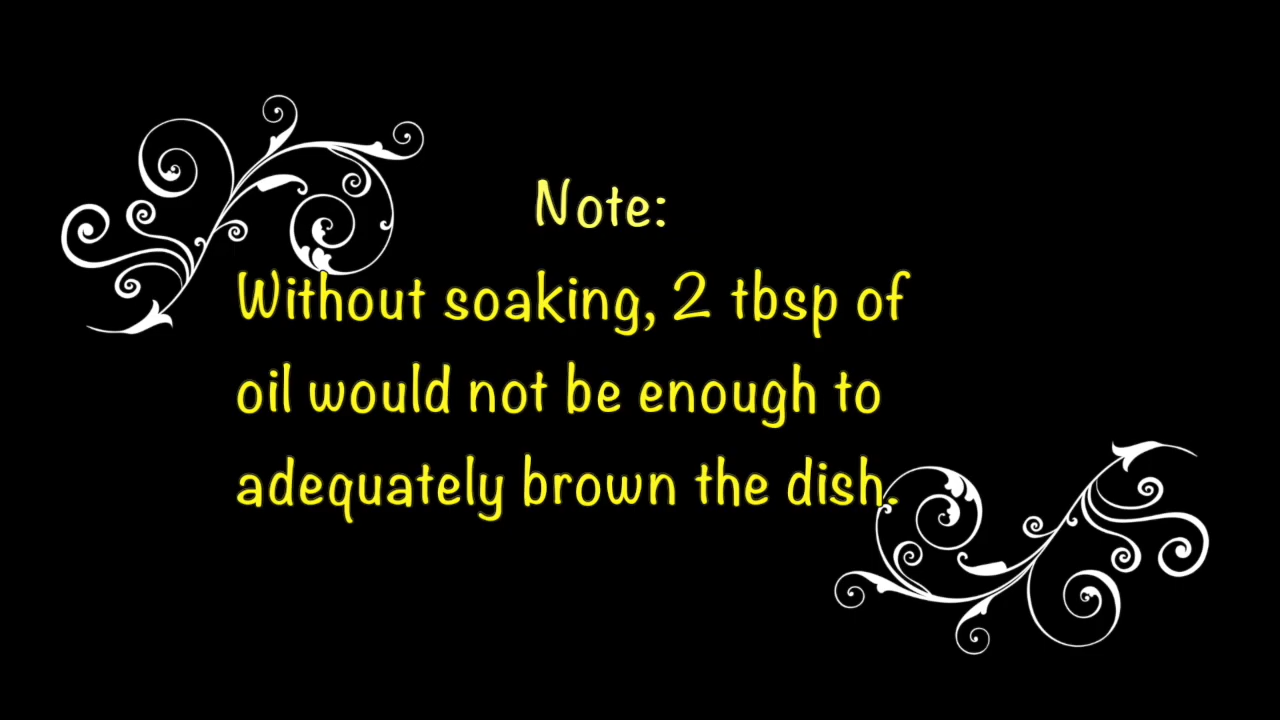 Note:
Without soaking, 2 tbsp of
oil would not be enough to
adequately brown the dish.